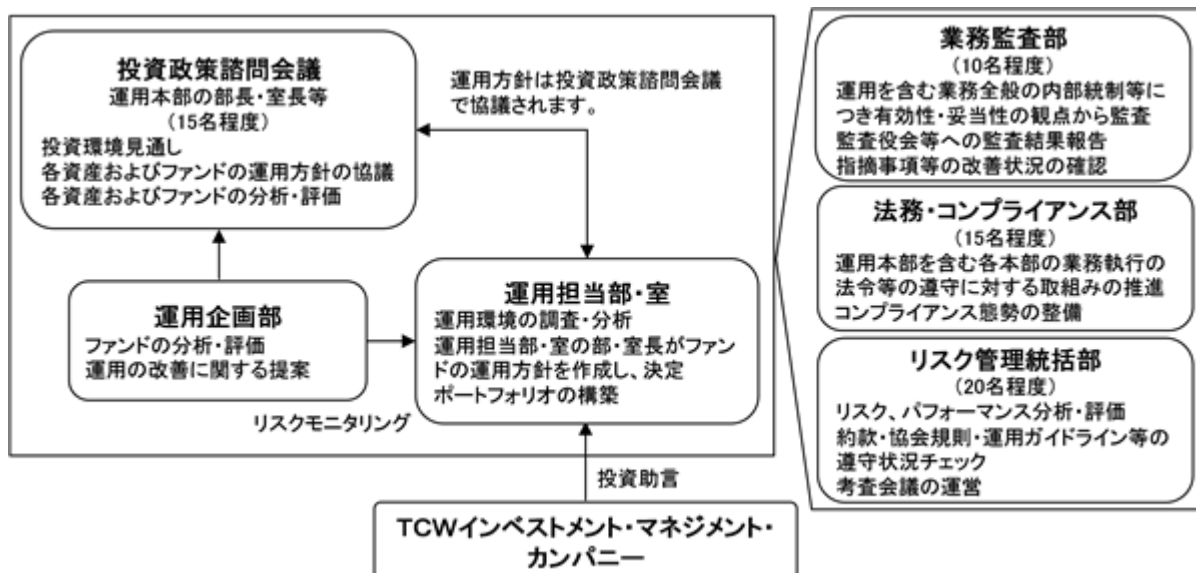 投資政策諮問会議
運用本部の部長・室長等
(15名程度)
投資環境見通し
各資産およびファンドの運用方針の協議
各資産およびファンドの分析・評価
運用方針は投資政策諮問会議
で協議されます。
運用企画部
ファンドの分析・評価
運用の改善に関する提案
リスクモニタリング
運用担当部・室
運用環境の調査・分析
運用担当部・室の部・室長がファン
ドの運用方針を作成し、決定
ポートフォリオの構築
投資助言
TCWインベストメント・マネジメント・
カンパニー
業務監査部
(10名程度)
運用を含む業務全般の内部統制等に
つき有効性・妥当性の観点から監査
監査役会等への監査結果報告
指摘事項等の改善状況の確認
法務・コンプライアンス部
(15名程度)
運用本部を含む各本部の業務執行の
法令等の遵守に対する取組みの推進
コンプライアンス態勢の整備
リスク管理統括部
(20名程度)
リスク、パフォーマンス分析・評価
約款・協会規則・運用ガイドライン等の
遵守状況チェック
考査会議の運営